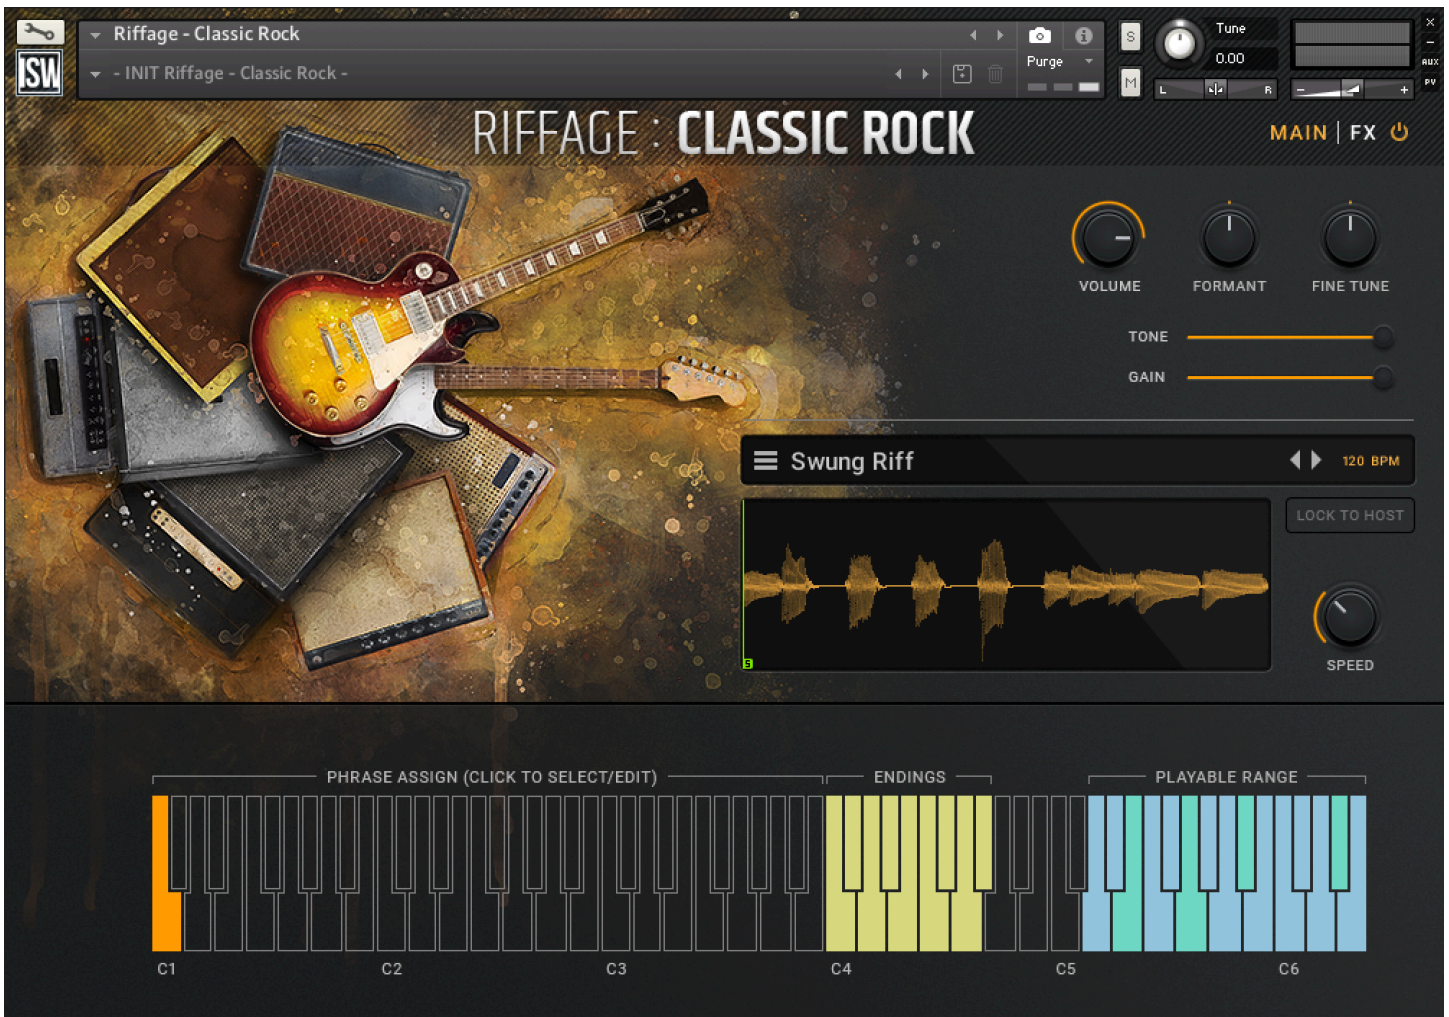 Riffage - Classic Rock
- INIT Riffage - Classic Rock -
ISW
Purge
S
M
Tune
0.00
L R
- +
x
-
AUX
PV
RIFFAGE : CLASSIC ROCK
MAIN | FX
VOLUME FORMANT FINE TUNE
TONE
GAIN
Swung Riff 120 BPM
LOCK TO HOST
S
SPEED
PHRASE ASSIGN (CLICK TO SELECT/EDIT) ENDINGS PLAYABLE RANGE
C1 C2 C3 C4 C5 C6